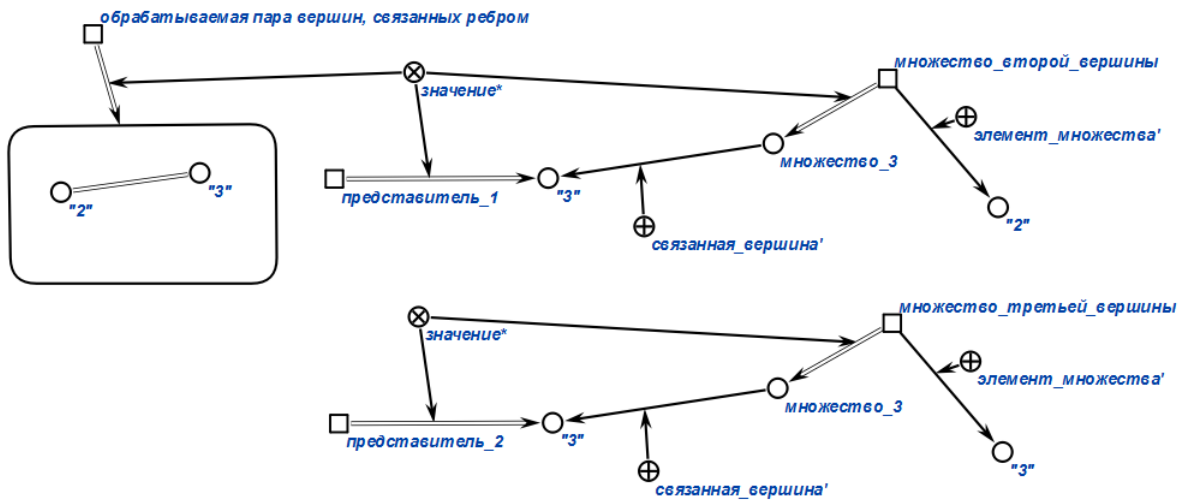 обрабатываемая пара вершин, связанных ребром
множество_второй_вершины
значение*
элемент_множества'
множество_3
"3"
"2"
представитель_1
"3"
"2"
связанная_вершина'
множество_третьей_вершины
значение*
элемент_множества'
множество_3
представитель_2
"3"
"3"
связанная_вершина'